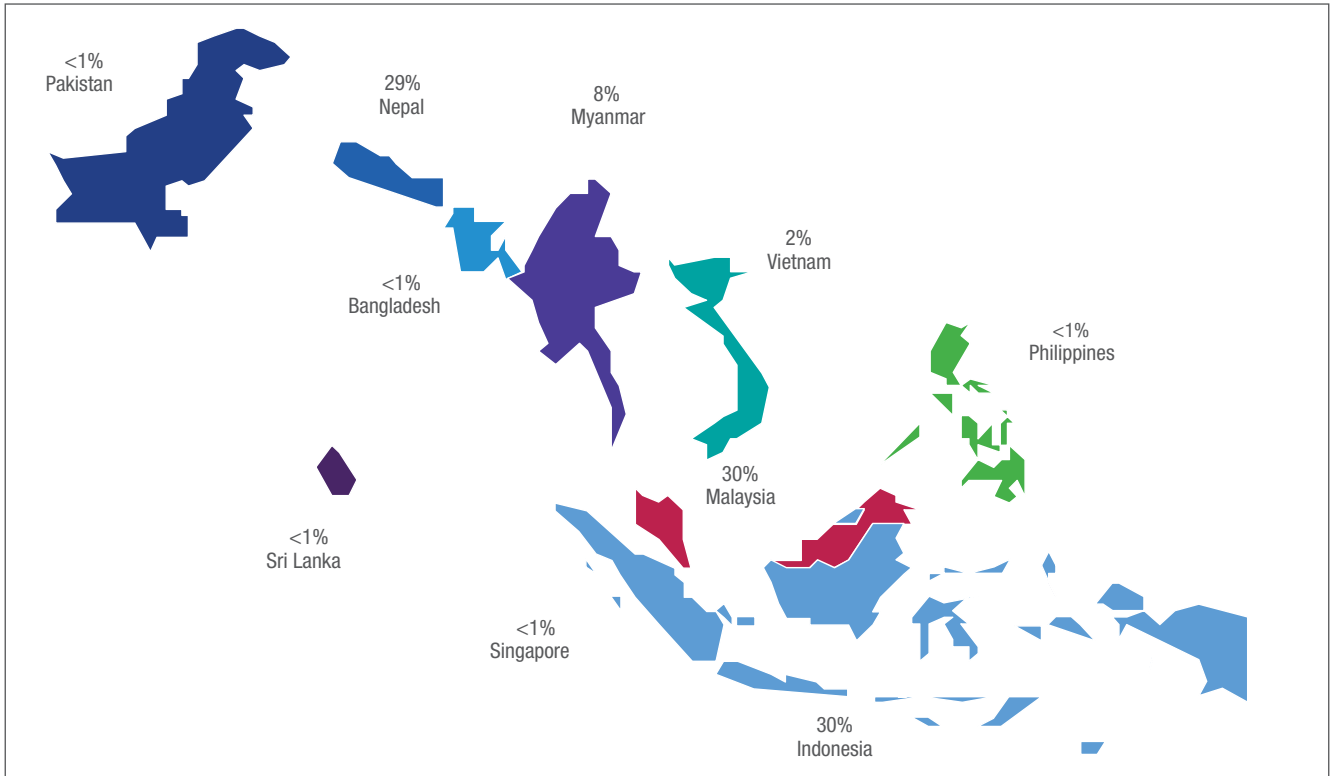 <1%
Pakistan
29%
Nepal
8%
Myanmar
2%
Vietnam
<1%
Bangladesh
<1%
Philippines
30%
Malaysia
<1%
Sri Lanka
<1%
Singapore
30%
Indonesia